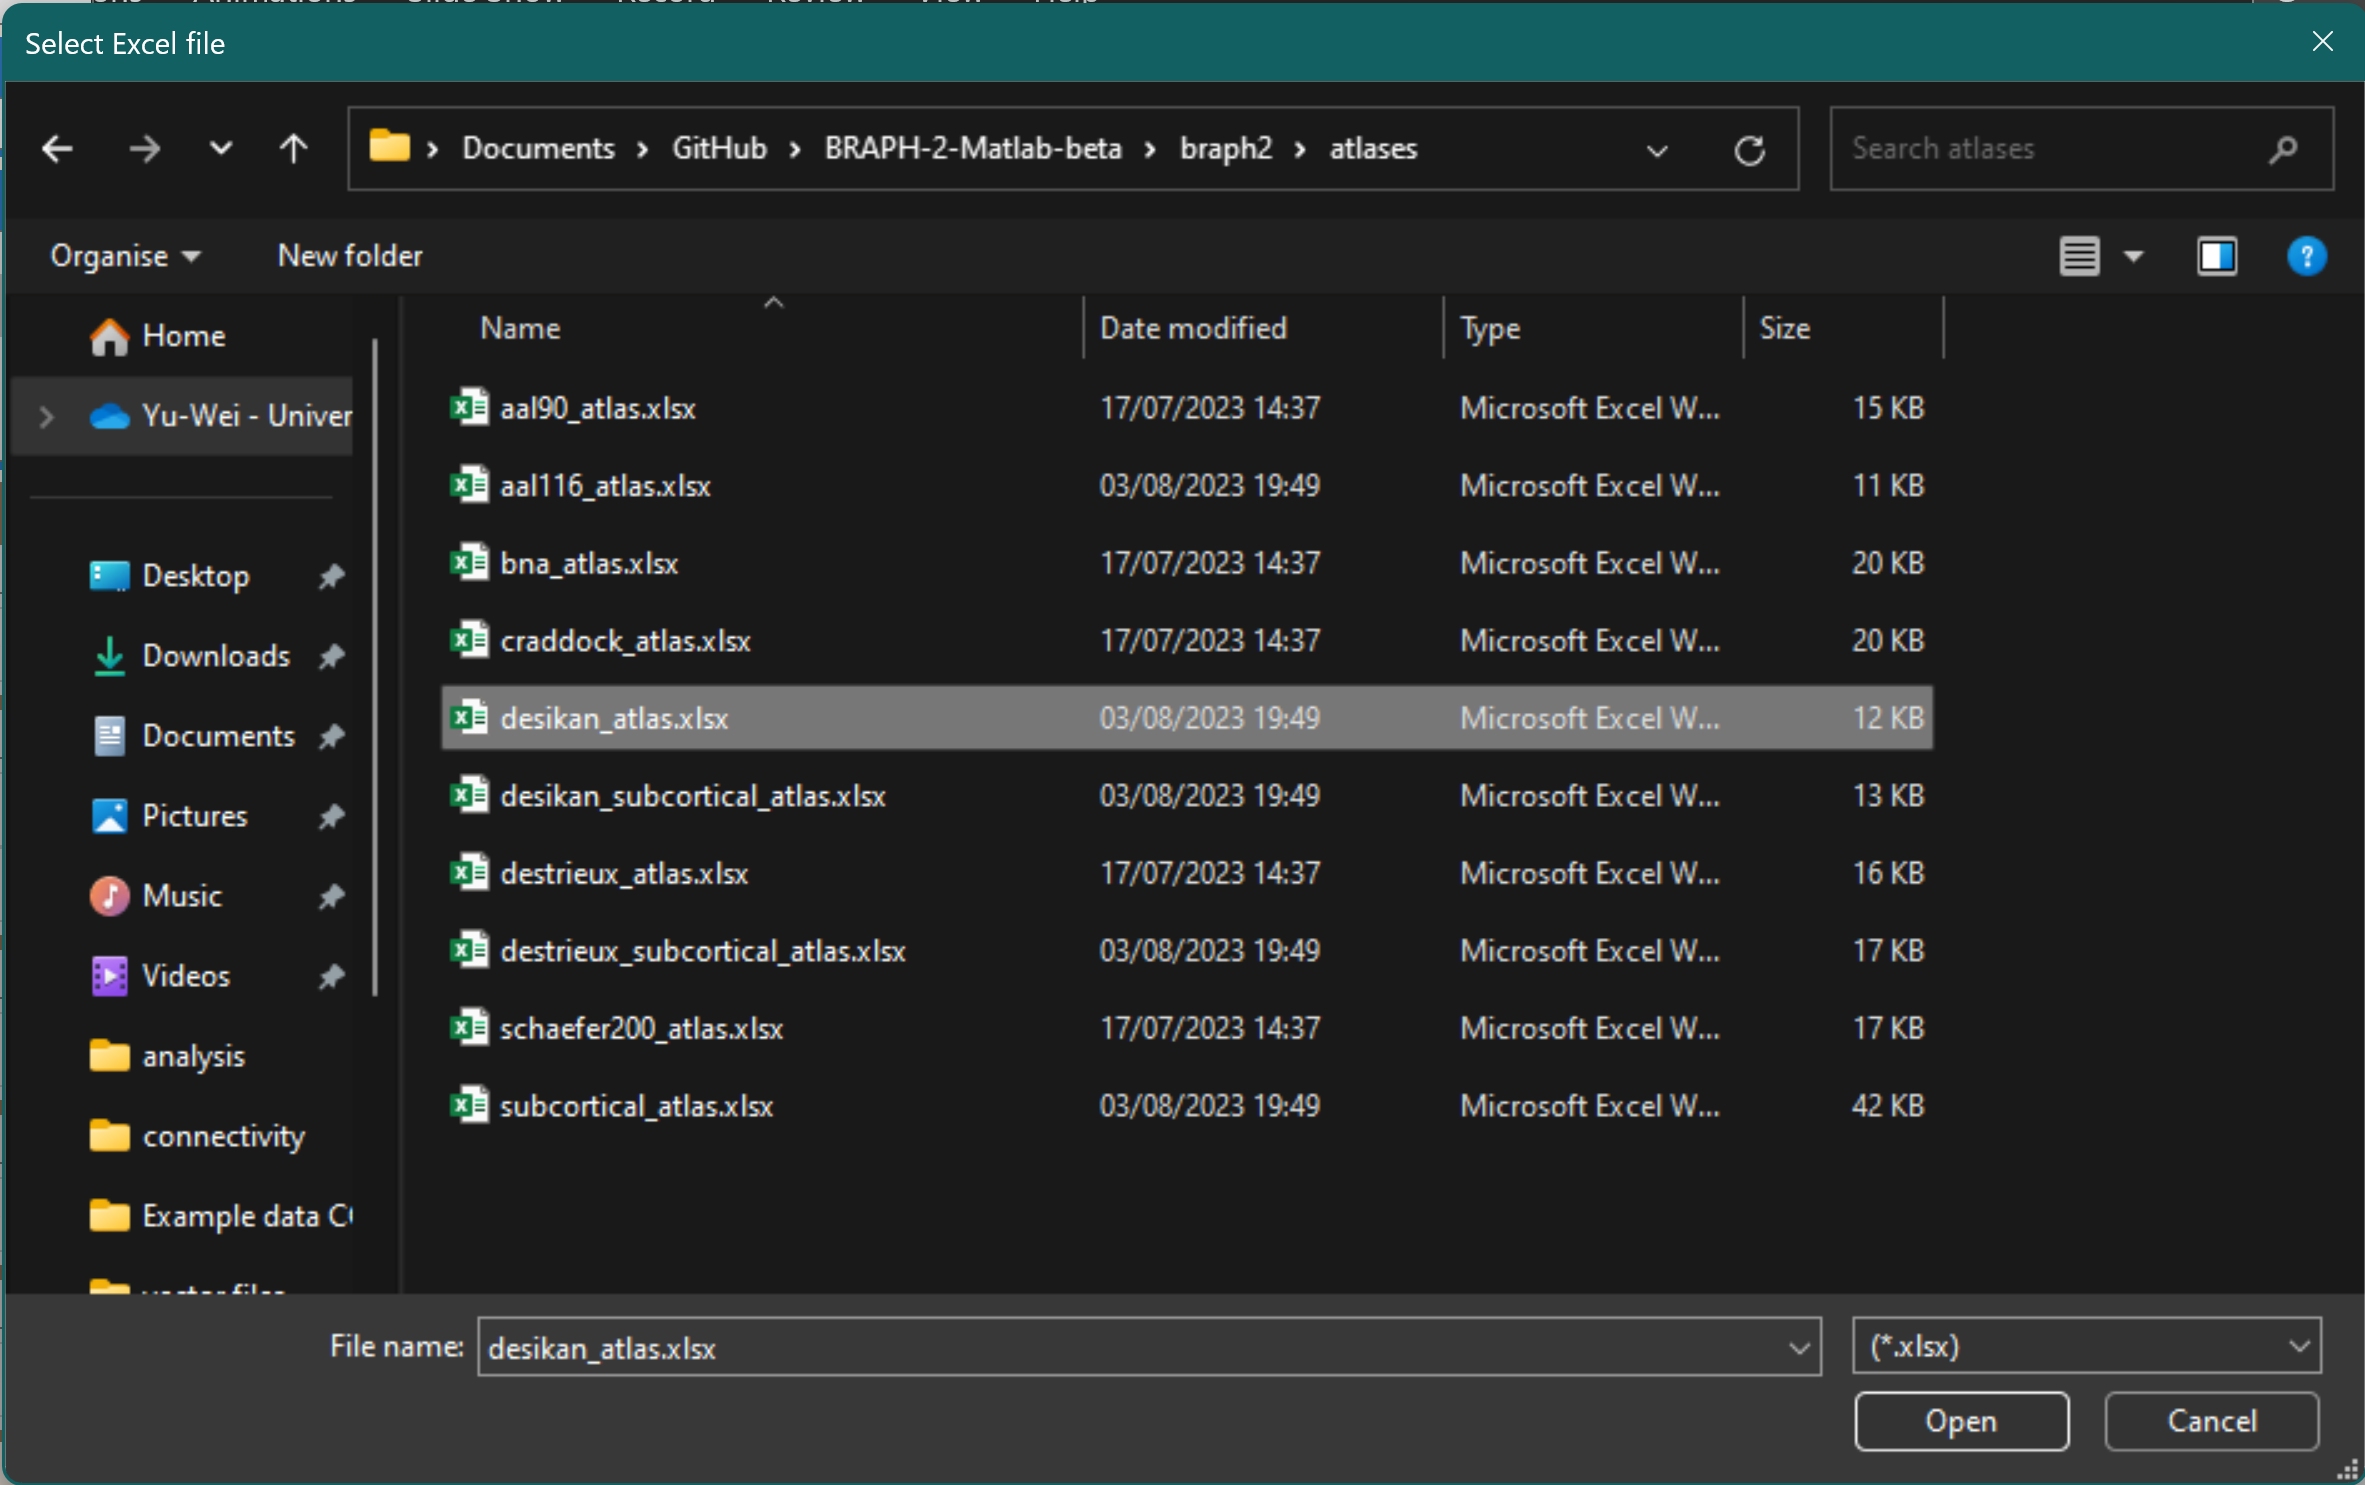 Animations Slide Show Record Review View Help
Select Excel file
Documents GitHub BRAPH-2-Matlab-beta braph2 atlases Search atlases
Organise New folder
Name Date modified Type Size
Home
Yu-Wei - Univer
Desktop
Downloads
Documents
Pictures
Music
Videos
analysis
connectivity
Example data C
aal90_atlas.xlsx 17/07/2023 14:37 Microsoft Excel W... 15 KB
aal116_atlas.xlsx 03/08/2023 19:49 Microsoft Excel W... 11 KB
bna_atlas.xlsx 17/07/2023 14:37 Microsoft Excel W... 20 KB
craddock_atlas.xlsx 17/07/2023 14:37 Microsoft Excel W... 20 KB
desikan_atlas.xlsx 03/08/2023 19:49 Microsoft Excel W... 12 KB
desikan_subcortical_atlas.xlsx 03/08/2023 19:49 Microsoft Excel W... 13 KB
destrieux_atlas.xlsx 17/07/2023 14:37 Microsoft Excel W... 16 KB
destrieux_subcortical_atlas.xlsx 03/08/2023 19:49 Microsoft Excel W... 17 KB
schaefer200_atlas.xlsx 17/07/2023 14:37 Microsoft Excel W... 17 KB
subcortical_atlas.xlsx 03/08/2023 19:49 Microsoft Excel W... 42 KB
File name: desikan_atlas.xlsx (*.xlsx)
Open Cancel